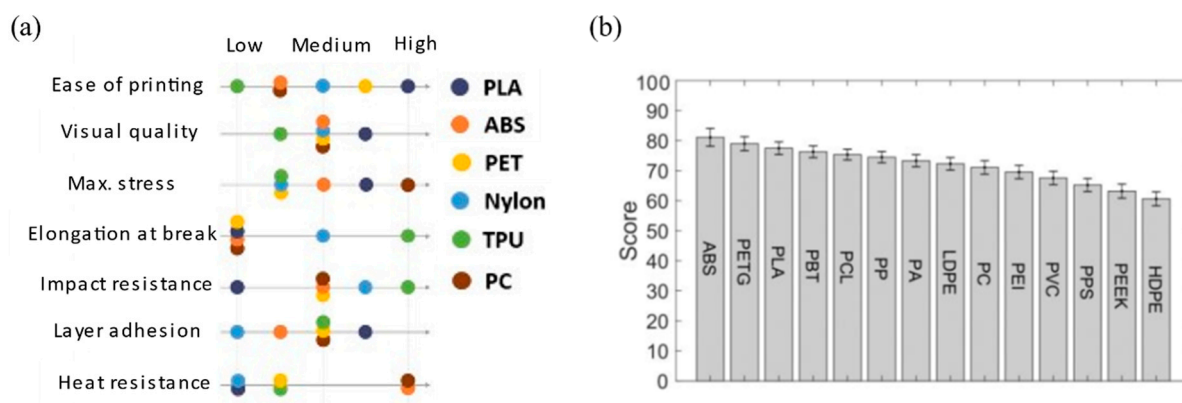 (a)
Low Medium High
Ease of printing
Visual quality
Max. stress
Elongation at break
Impact resistance
Layer adhesion
Heat resistance
PLA
ABS
PET
Nylon
TPU
PC
(b)
100
90
80
70
60
50
40
30
20
10
0
Score
ABS
PETG
PLA
PBT
PCL
PP
PA
LDPE
PC
PEI
PVC
PPS
PEEK
HDPE